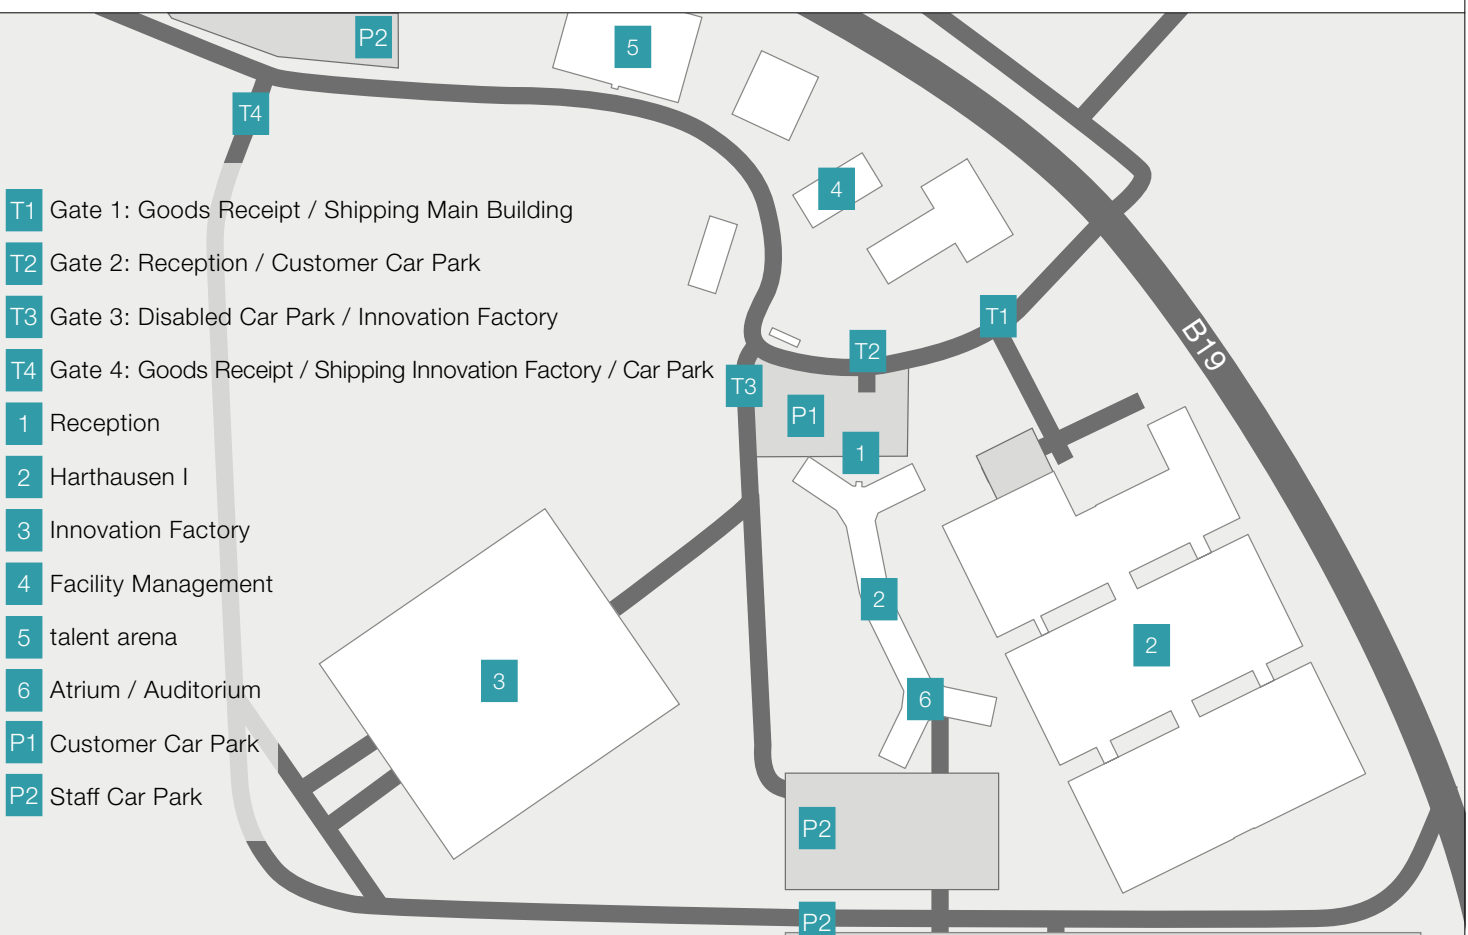 P2
5
T4
4
T1 Gate 1: Goods Receipt / Shipping Main Building
T2 Gate 2: Reception / Customer Car Park
T3 Gate 3: Disabled Car Park / Innovation Factory
T4 Gate 4: Goods Receipt / Shipping Innovation Factory / Car Park
1 Reception
2 Harthausen I
3 Innovation Factory
4 Facility Management
5 talent arena
6 Atrium / Auditorium
P1 Customer Car Park
P2 Staff Car Park
T1
B19
T2
T3
P1
1
2
2
3
6
P2
P2